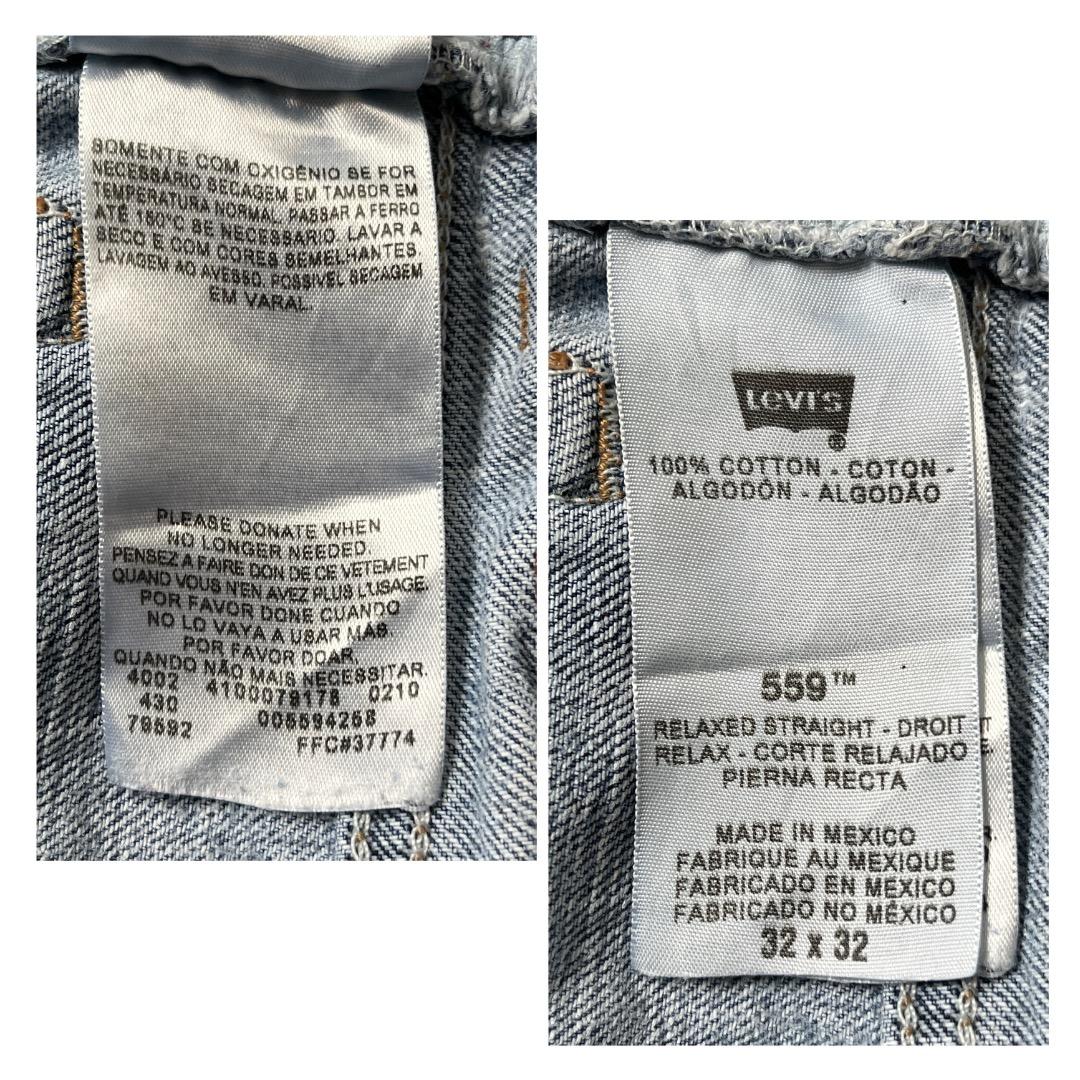 SOMENTE COM OXIGÊNIO SE FOR
NECESSÁRIO SECAGEM EM TAMBOR EM
TEMPERATURA NORMAL. PASSAR A FERRO
ATÉ 150°C SE NECESSARIO. LAVAR A
SECO E COM CORES SEMELHANTES.
LAVAGEM AO AVESSO. POSSIVEL SECAGEM
EM VARAL.
PLEASE DONATE WHEN
NO LONGER NEEDED.
PENSEZ A FAIRE DON DE CE VETEMENT
QUAND VOUS N'EN AVEZ PLUS L'USAGE.
POR FAVOR DONE CUANDO
NO LO VAYA A USAR MAS.
POR FAVOR DOAR,
QUANDO NÃO MAIS NECESSITAR.
4002 4100079178 0210
430 005594258
79592
FFC#37774
LEVI'S
®
100% COTTON - COTON -
ALGODÓN - ALGODÃO
559™
RELAXED STRAIGHT - DROIT
RELAX - CORTE RELAJADO
PIERNA RECTA
MADE IN MEXICO
FABRIQUE AU MEXIQUE
FABRICADO EN MEXICO
FABRICADO NO MÉXICO
32 x 32